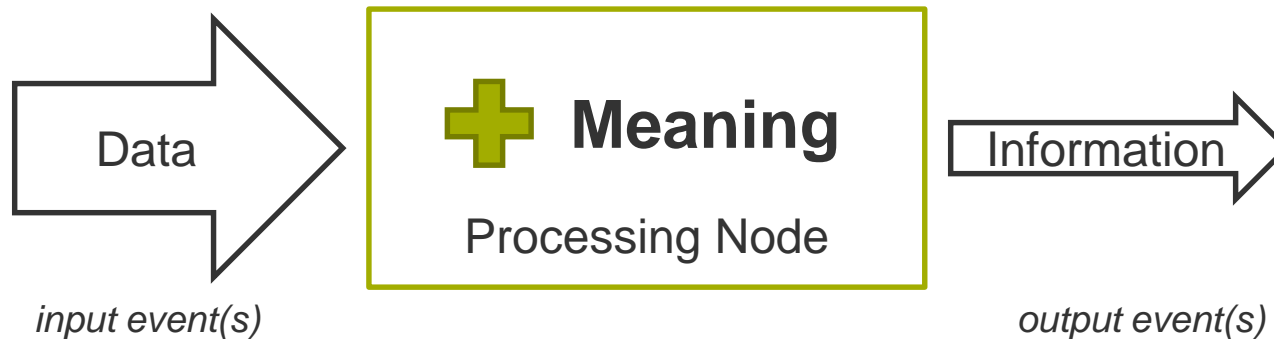 Data
Meaning
Processing Node
Information
input event(s)
output event(s)